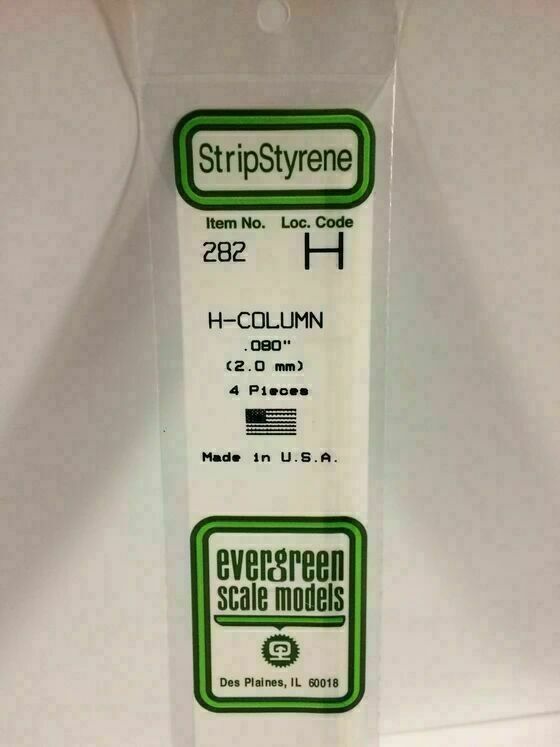 StripStyrene
Item No. Loc. Code
282 H
H-COLUMN
.080"
(2.0 mm)
4 Pieces
Made in U.S.A.
evergreen
scale models
Des Plaines, IL 60018